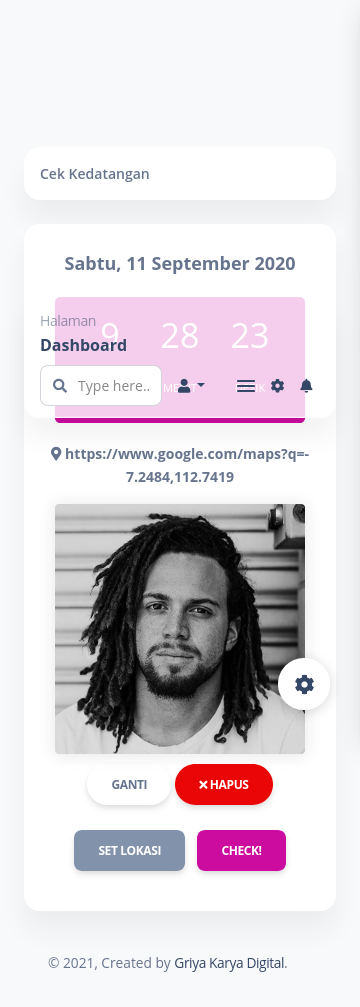 Cek Kedatangan
Sabtu, 11 September 2020
Halaman
Dashboard
9 28 23
Type here..
https://www.google.com/maps?q=-
7.2484,112.7419
GANTI
HAPUS
SET LOKASI
CHECK!
© 2021, Created by Griya Karya Digital.